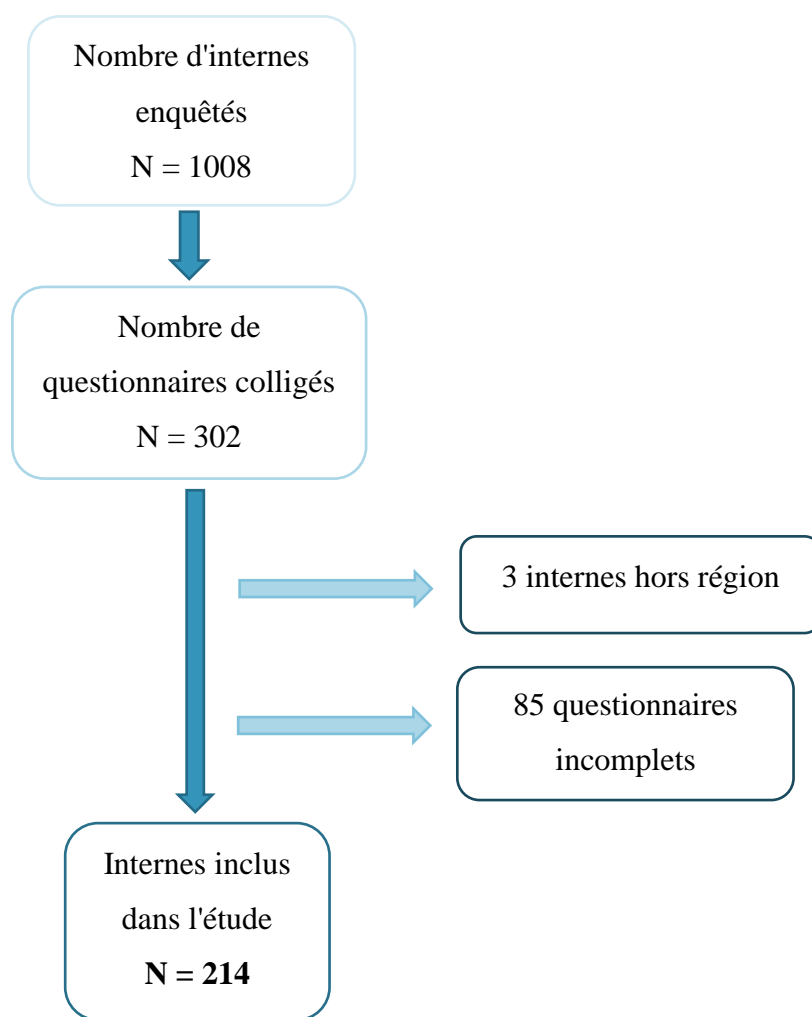 Nombre d'internes
enquêtés
N = 1008
Nombre de
questionnaires colligés
N = 302
3 internes hors région
85 questionnaires
incomplets
Internes inclus
dans l'étude
N = 214